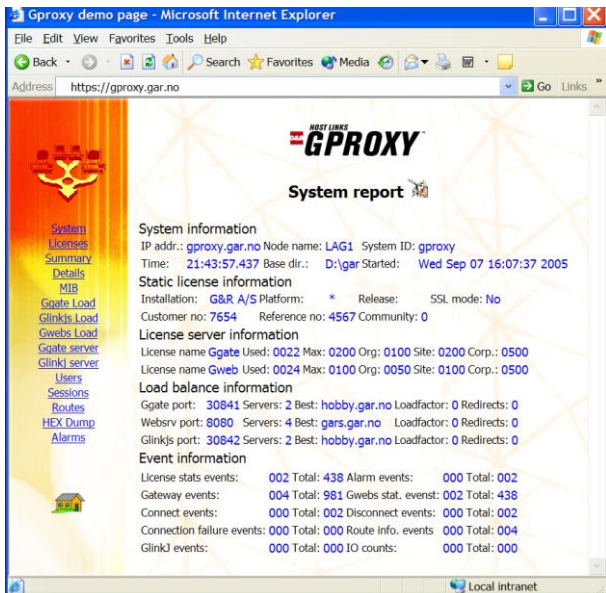 Gproxy demo page - Microsoft Internet Explorer
File Edit View Favorites Tools Help
Back Search Favorites Media
Address https://gproxy.gar.no Go Links »
HOST LINKS
G&R GPROXY™
System report
System
Licenses
Summary
Details
MIB
Ggate Load
Glinkjs Load
Gwebs Load
Ggate server
Glinkj server
Users
Sessions
Routes
HEX Dump
Alarms
System information
IP addr.: gproxy.gar.no Node name: LAG1 System ID: gproxy
Time: 21:43:57.437 Base dir.: D:\gar Started: Wed Sep 07 16:07:37 2005
Static license information
Installation: G&R A/S Platform: * Release: SSL mode: No
Customer no: 7654 Reference no: 4567 Community: 0
License server information
License name Ggate Used: 0022 Max: 0200 Org: 0100 Site: 0200 Corp.: 0500
License name Gweb Used: 0024 Max: 0100 Org: 0050 Site: 0100 Corp.: 0500
Load balance information
Ggate port: 30841 Servers: 2 Best: hobby.gar.no Loadfactor: 0 Redirects: 0
Websrv port: 8080 Servers: 4 Best: gars.gar.no Loadfactor: 0 Redirects: 0
Glinkjs port: 30842 Servers: 2 Best: hobby.gar.no Loadfactor: 0 Redirects: 0
Event information
License stats events: 002 Total: 438 Alarm events: 000 Total: 002
Gateway events: 004 Total: 981 Gwebs stat. evenst: 002 Total: 438
Connect events: 000 Total: 002 Disconnect events: 000 Total: 002
Connection failure events: 000 Total: 000 Route info. events 000 Total: 004
GlinkJ events: 000 Total: 000 IO counts: 000 Total: 000
Local intranet